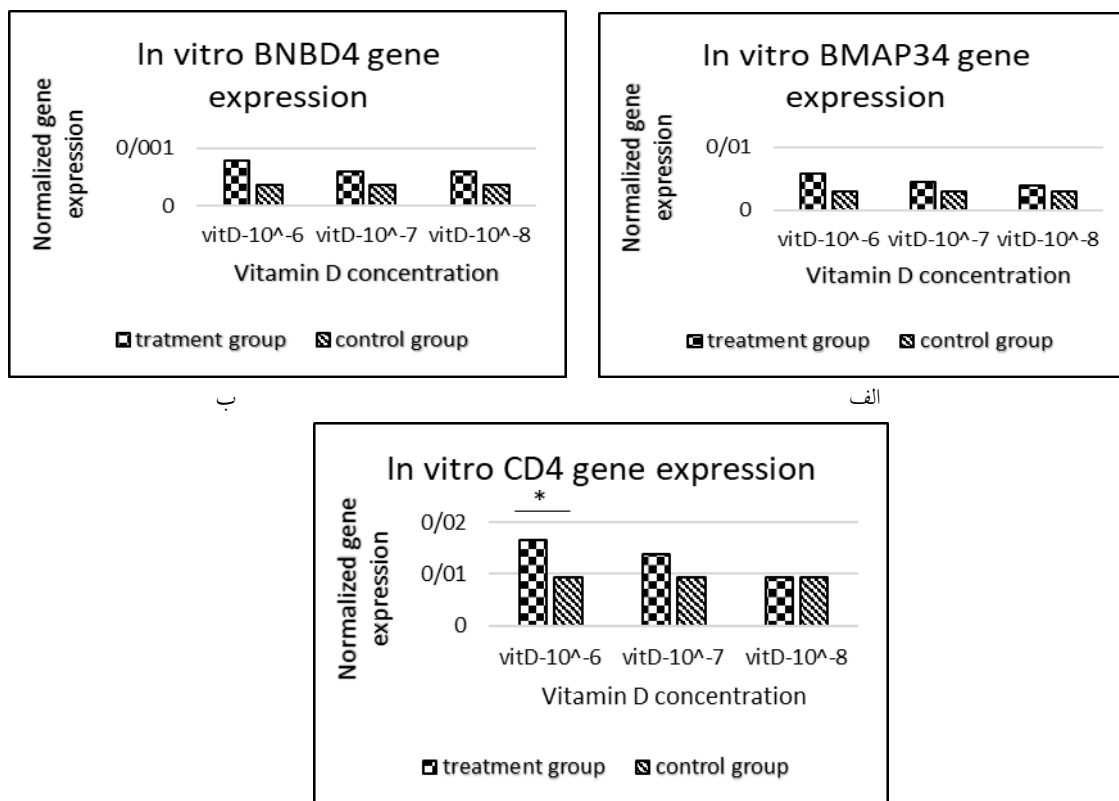 In vitro BNBD4 gene
expression
Normalized gene
expression
0/001
0
vitD-10^-6 vitD-10^-7 vitD-10^-8
Vitamin D concentration
tratment group control group
ب
In vitro BMAP34 gene
expression
Normalized gene
expression
0/01
0
vitD-10^-6 vitD-10^-7 vitD-10^-8
Vitamin D concentration
treatment group control group
الف
In vitro CD4 gene expression
*
Normalized gene
expression
0/02
0/01
0
vitD-10^-6 vitD-10^-7 vitD-10^-8
Vitamin D concentration
treatment group control group